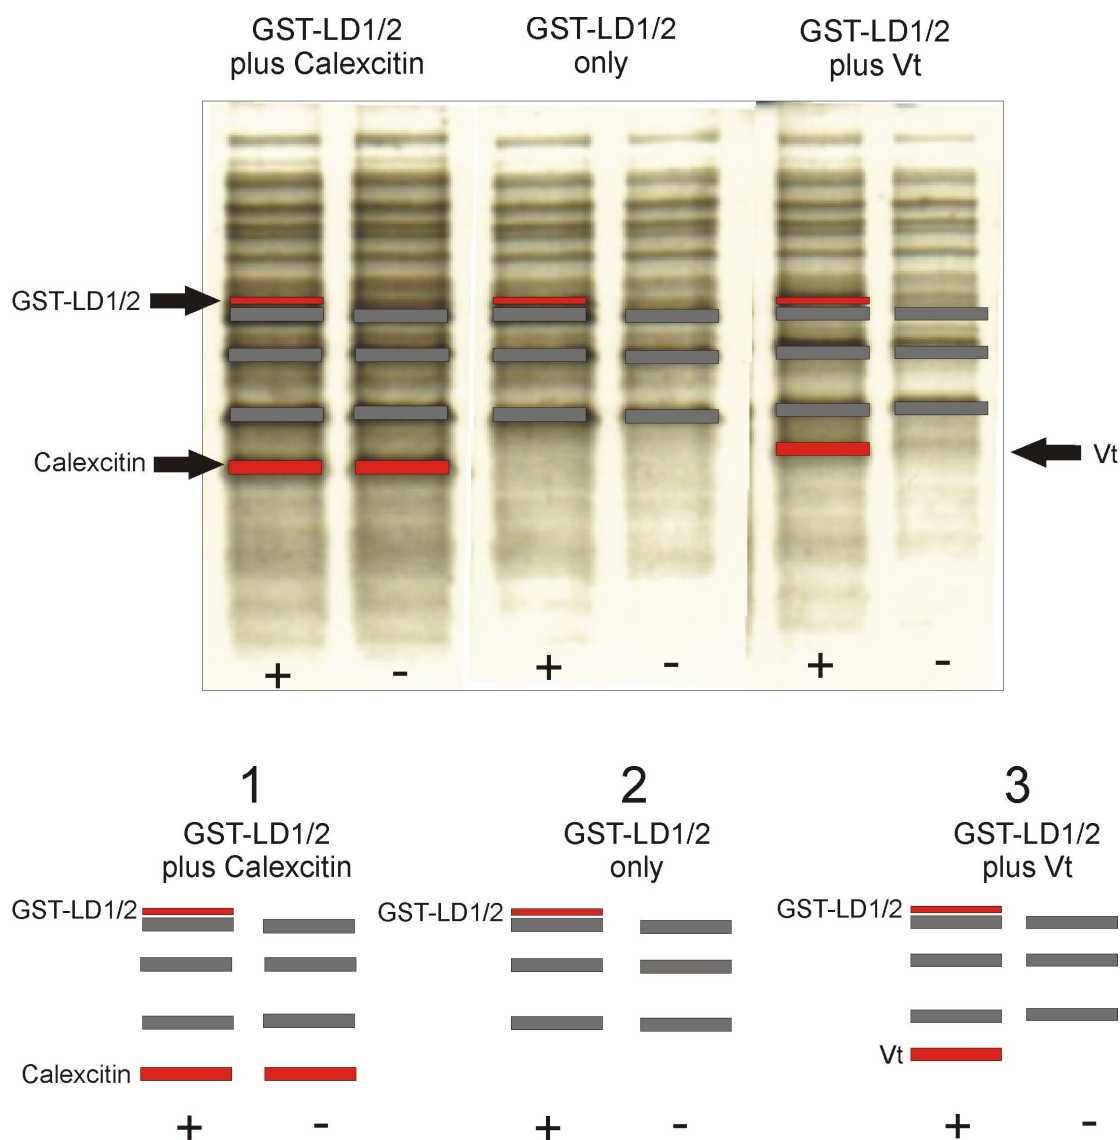 GST-LD1/2
plus Calexcitin
GST-LD1/2
only
GST-LD1/2
plus Vt
GST-LD1/2
Calexcitin
Vt
+ - + - + -
1
GST-LD1/2
plus Calexcitin
2
GST-LD1/2
only
3
GST-LD1/2
plus Vt
GST-LD1/2
GST-LD1/2
GST-LD1/2
Calexcitin
Vt
+ - + - + -